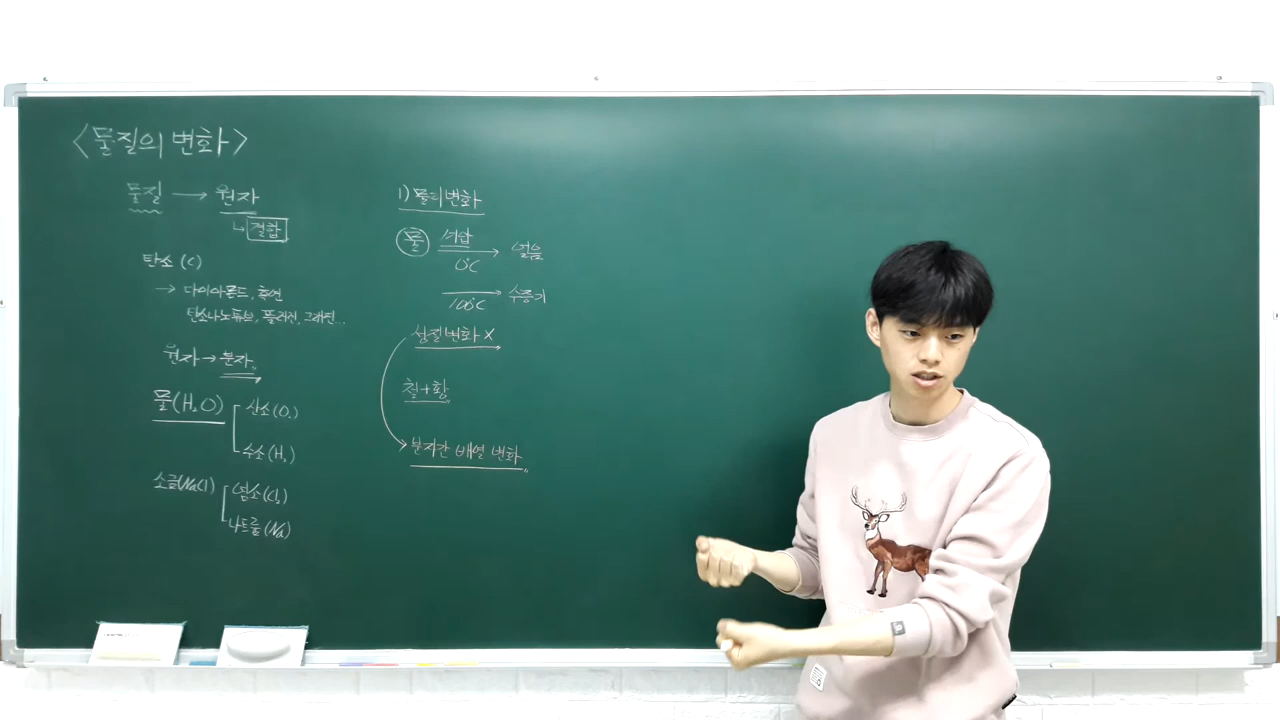 <물질의 변화>
물질 → 원자
↳ 결합
탄소 (C)
→ 다이아몬드, 흑연
탄소나노튜브, 풀러렌, 그래핀...
원자 → 분자
물(H₂O) 산소(O₂)
수소(H₂)
소금(NaCl) 염소(Cl₂)
나트륨(Na)
1) 물리변화
물 1기압 → 얼음
0°C
→ 수증기
100°C
성질변화 X
철+황
분자간 배열 변화